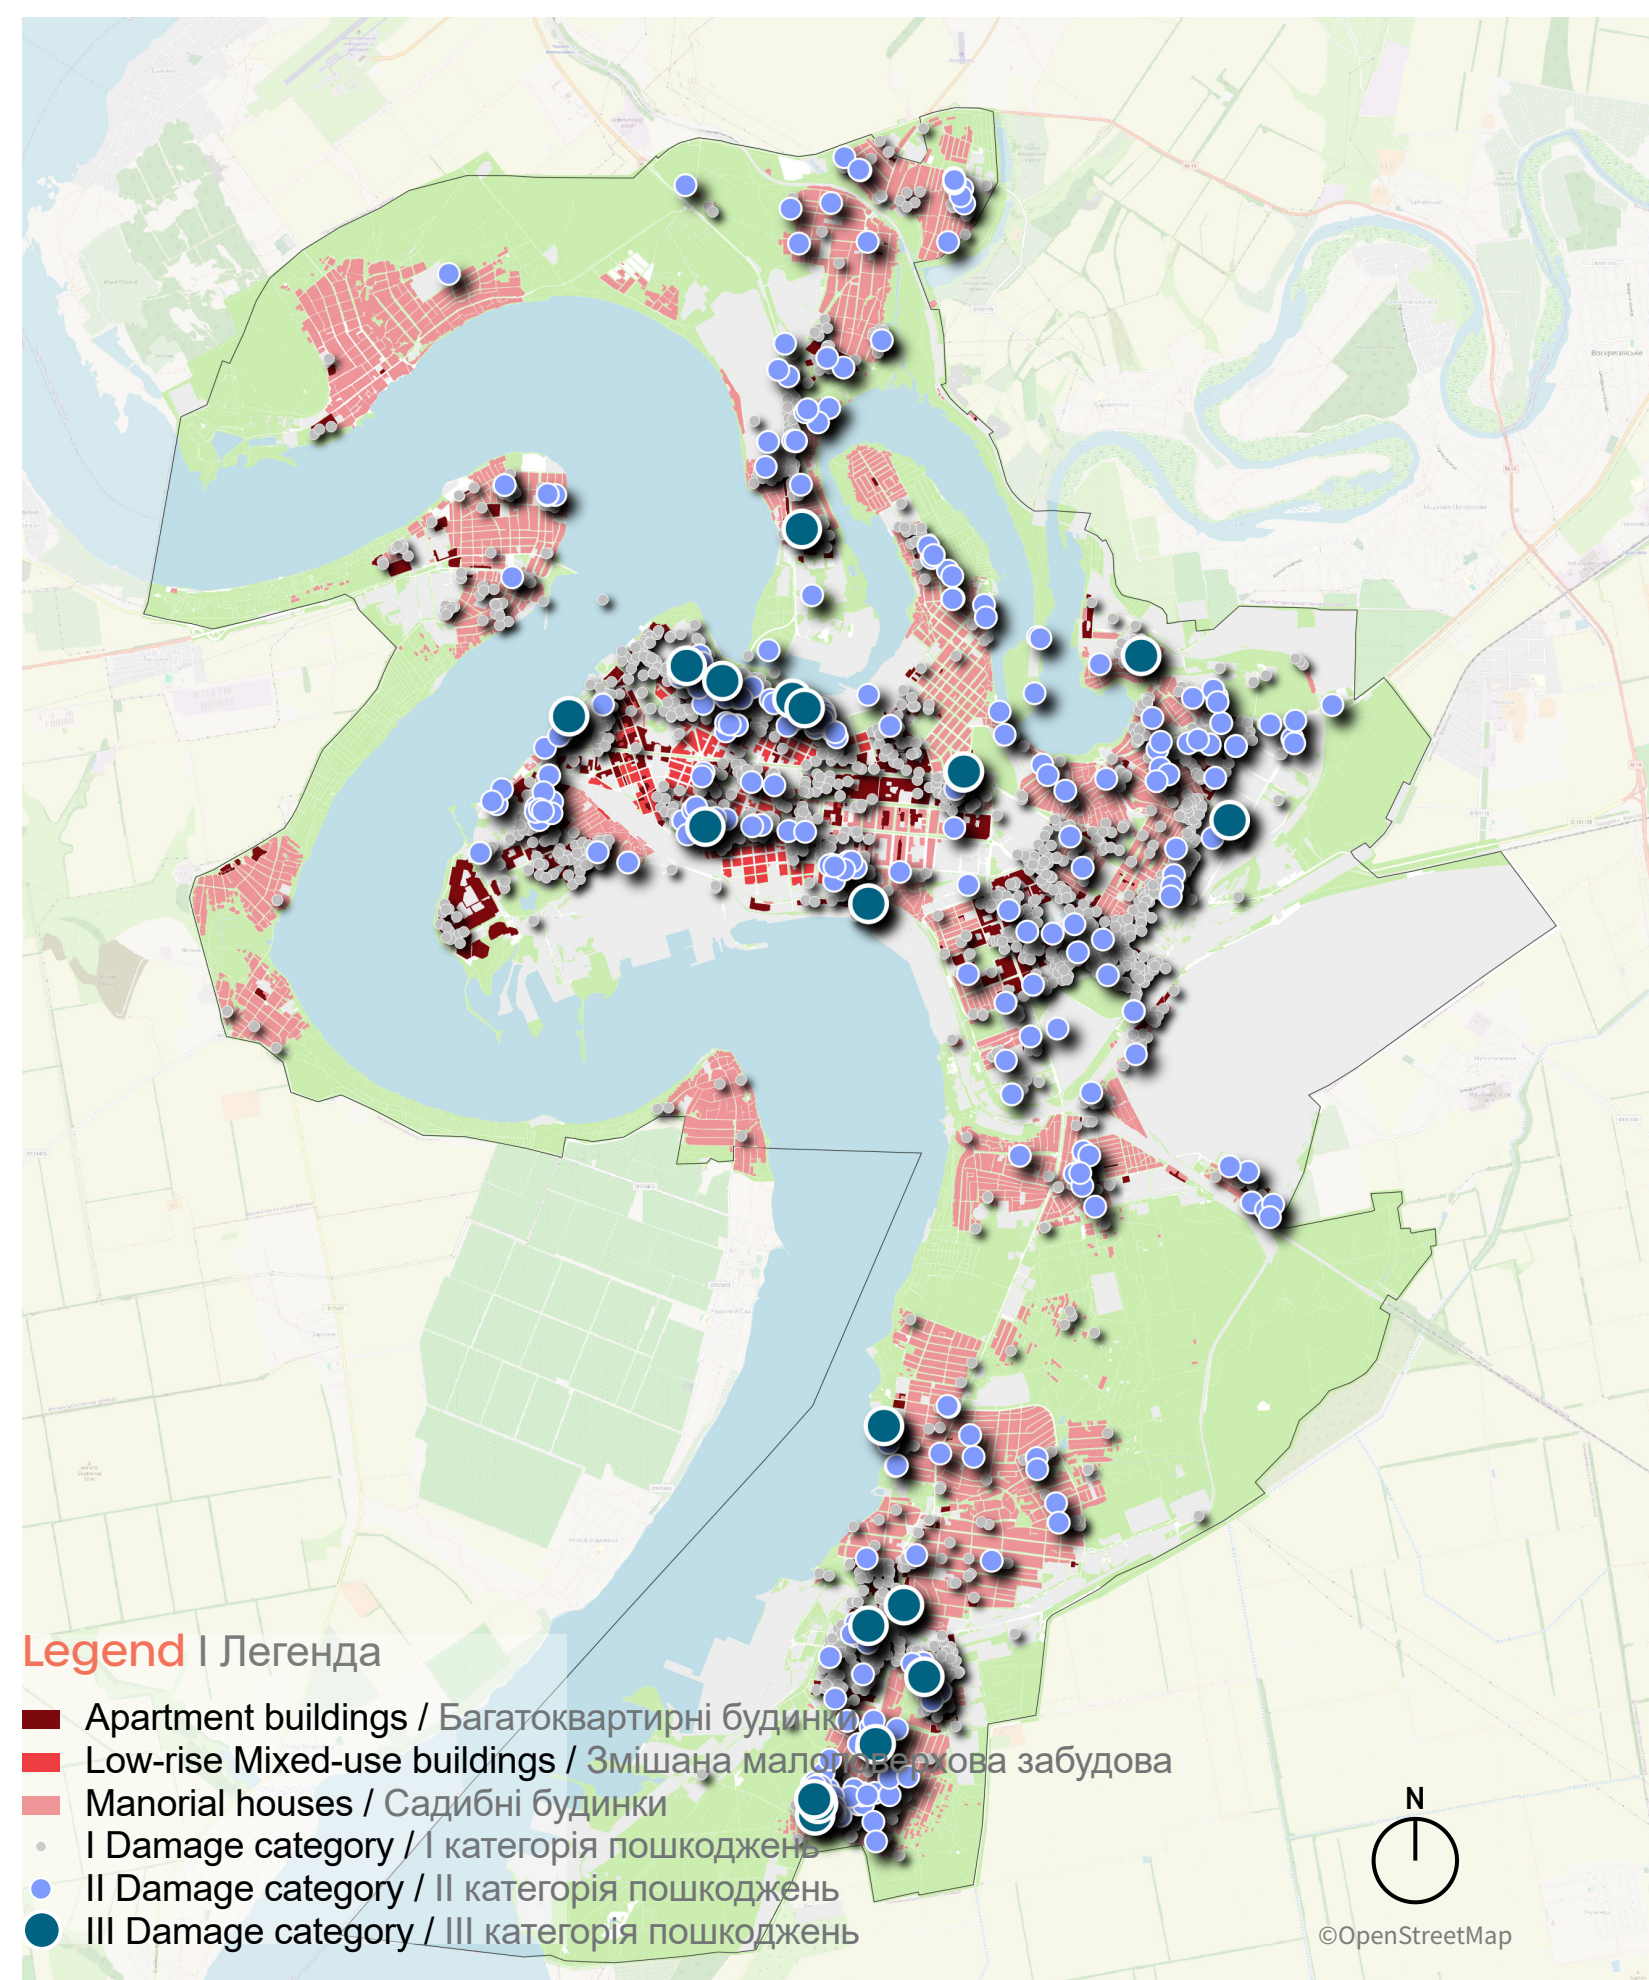 Воскресенське
Legend | Легенда
Apartment buildings / Багатоквартирні будинки
Low-rise Mixed-use buildings / Змішана малоповерхова забудова
Manorial houses / Садибні будинки
I Damage category / I категорія пошкоджень
II Damage category / II категорія пошкоджень
III Damage category / III категорія пошкоджень
N
©OpenStreetMap